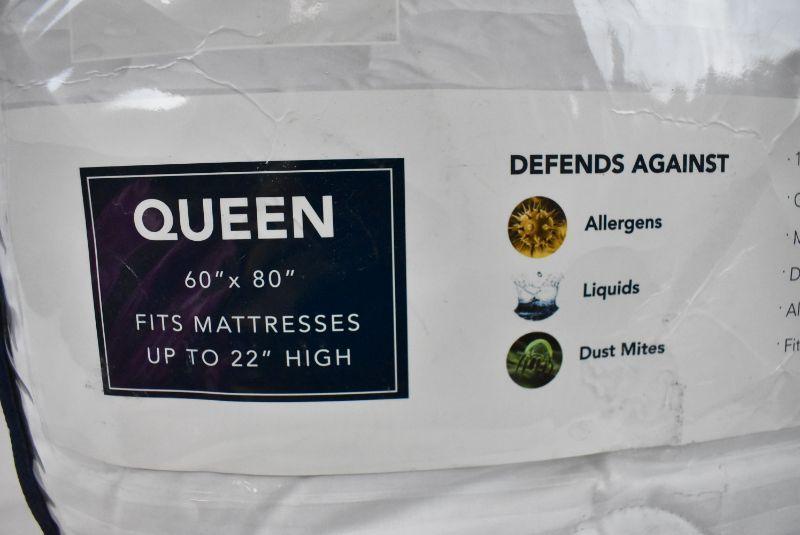 QUEEN
60" x 80"
FITS MATTRESSES
UP TO 22" HIGH
DEFENDS AGAINST
Allergens
Liquids
Dust Mites